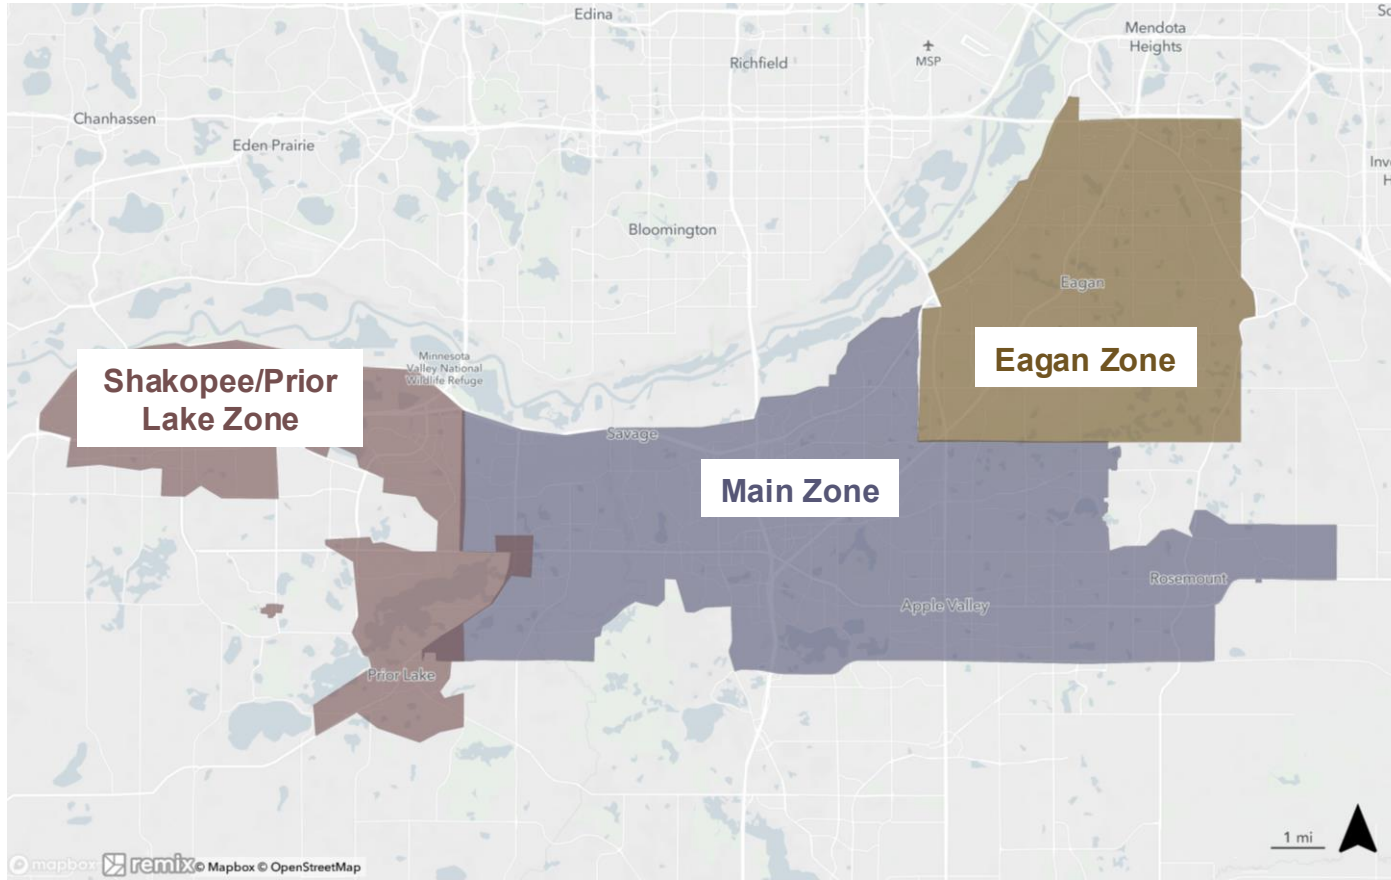 Edina
Sc
Mendota
Heights
Richfield
MSP
Chanhassen
Eden Prairie
Inv
H
Bloomington
Eagan
Eagan Zone
Minnesota
Valley National
Wildlife Refuge
Shakopee/Prior
Lake Zone
Savage
Main Zone
Rosemount
Apple Valley
Prior Lake
1 mi
mapbox remix © Mapbox © OpenStreetMap